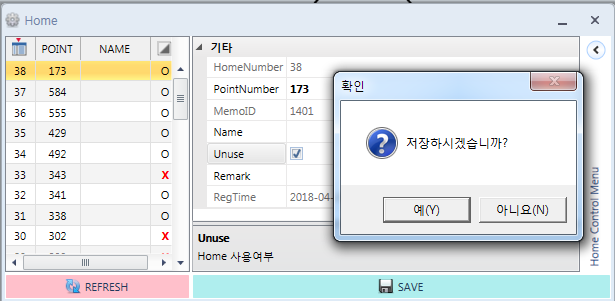 Home
POINT NAME
38 173 O
37 584 O
36 555 O
35 429 O
34 492 O
33 343 X
32 341 O
31 338 O
30 302 X
기타
HomeNumber 38
PointNumber 173
MemoID 1401
Name
Unuse
Remark
RegTime 2018-04-
Unuse
Home 사용여부
확인
저장하시겠습니까?
예(Y) 아니요(N)
Home Control Menu
REFRESH
SAVE